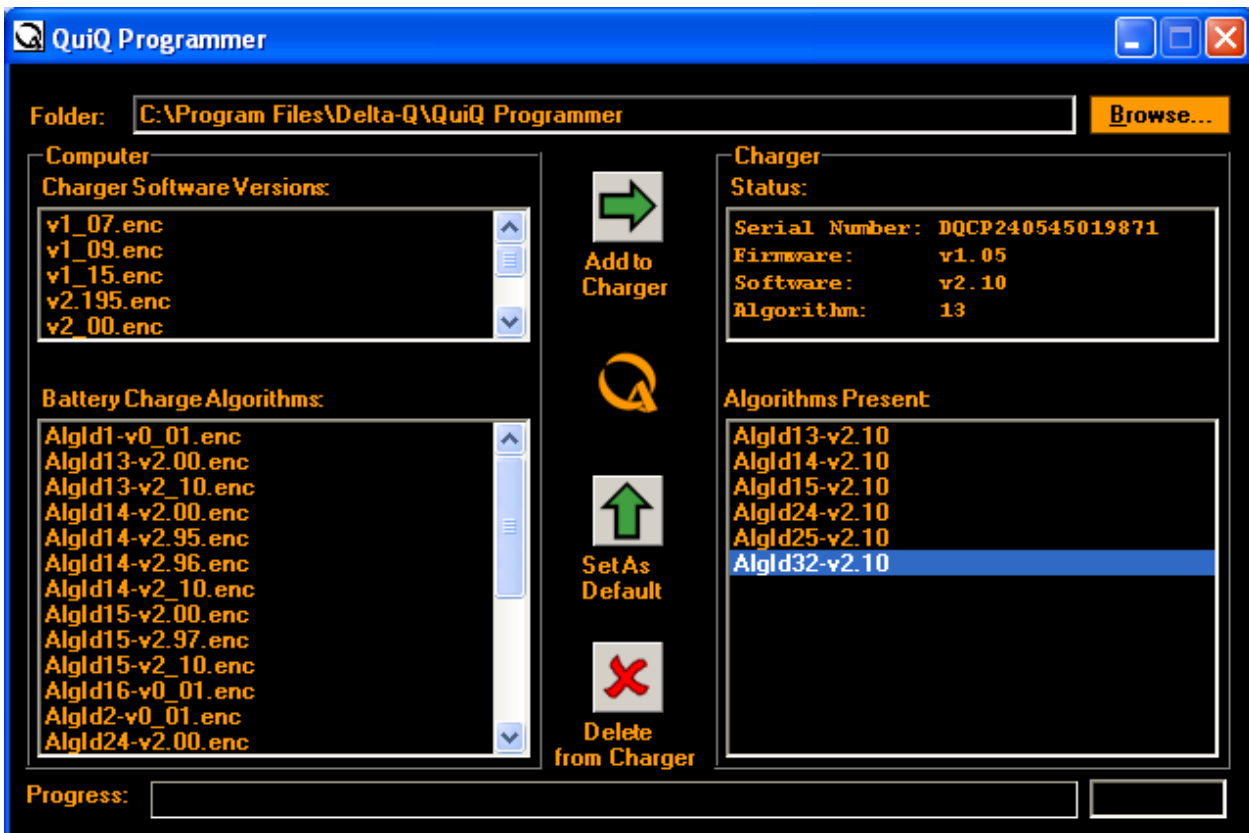 QuiQ Programmer
Folder: C:\Program Files\Delta-Q\QuiQ Programmer Browse...
Computer
Charger Software Versions:
v1_07.enc
v1_09.enc
v1_15.enc
v2.195.enc
v2_00.enc
Battery Charge Algorithms:
AlgId1-v0_01.enc
AlgId13-v2.00.enc
AlgId13-v2_10.enc
AlgId14-v2.00.enc
AlgId14-v2.95.enc
AlgId14-v2.96.enc
AlgId14-v2_10.enc
AlgId15-v2.00.enc
AlgId15-v2.97.enc
AlgId15-v2_10.enc
AlgId16-v0_01.enc
AlgId2-v0_01.enc
AlgId24-v2.00.enc
Add to
Charger
Set As
Default
Delete
from Charger
Charger
Status:
Serial Number: DQCP240545019871
Firmware: v1.05
Software: v2.10
Algorithm: 13
Algorithms Present:
AlgId13-v2.10
AlgId14-v2.10
AlgId15-v2.10
AlgId24-v2.10
AlgId25-v2.10
AlgId32-v2.10
Progress: